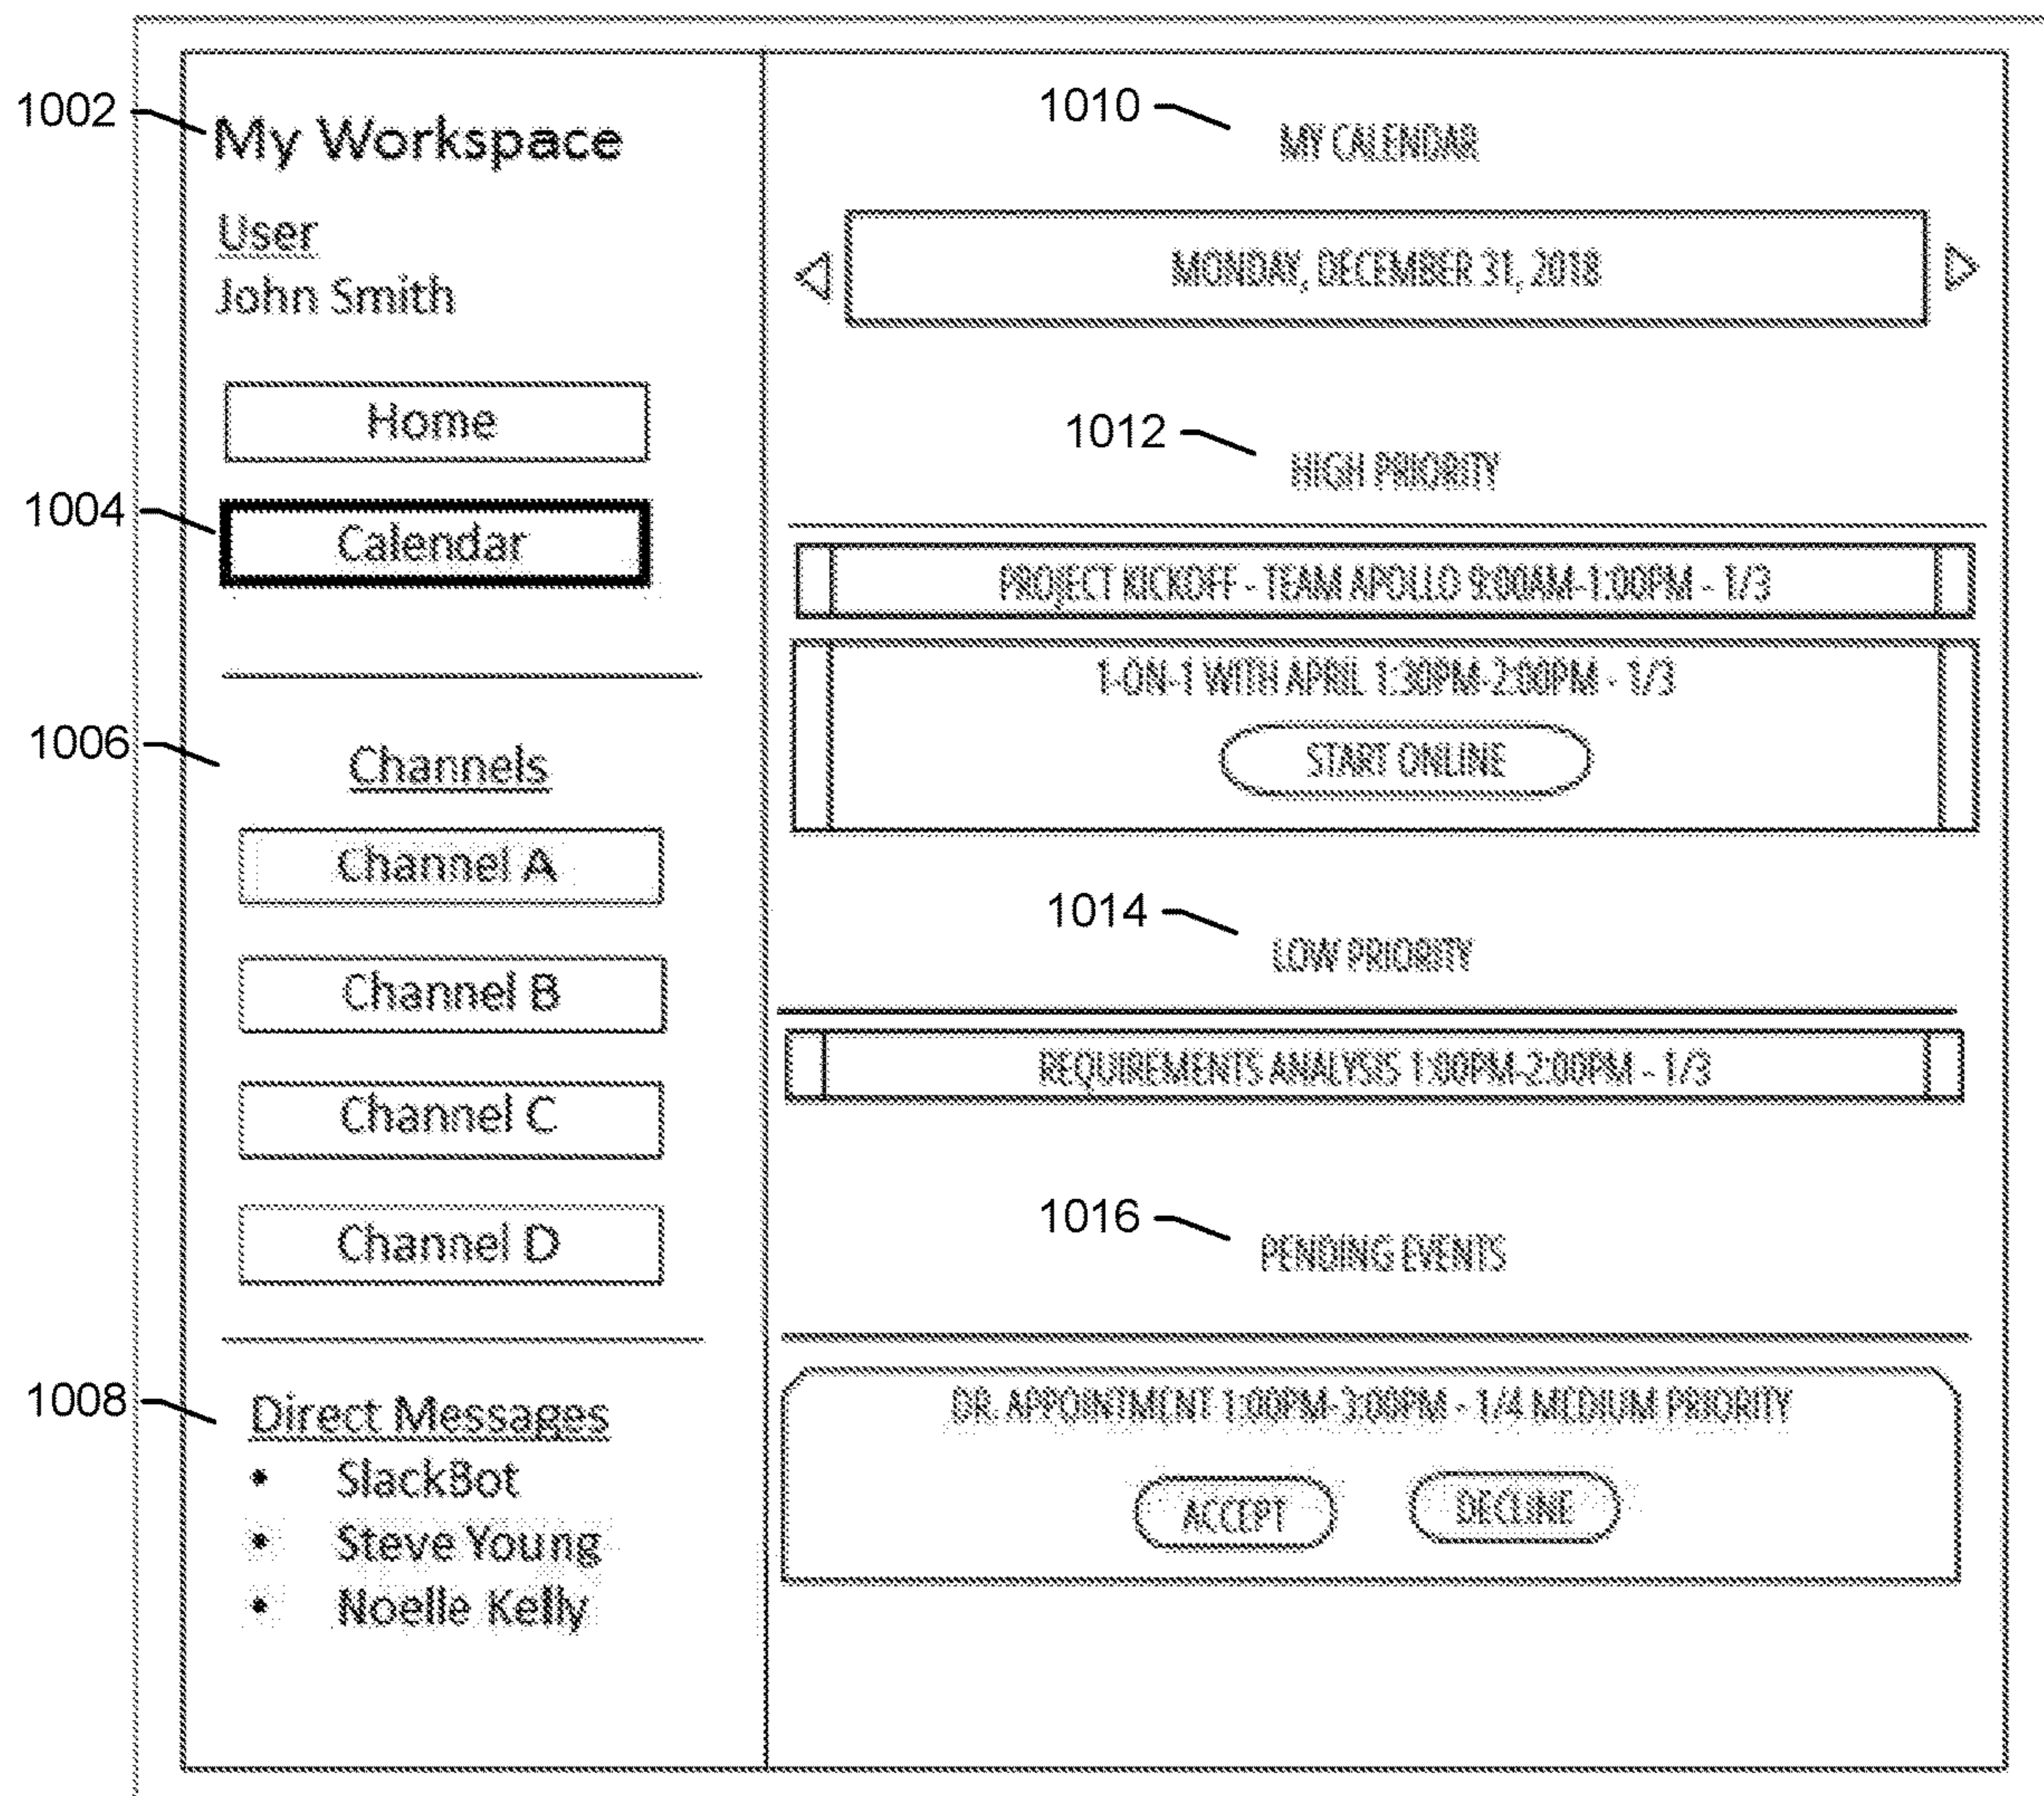 1002
My Workspace
User
John Smith
Home
1004
Calendar
1006
Channels
Channel A
Channel B
Channel C
Channel D
1008
Direct Messages
• SlackBot
• Steve Young
• Noelle Kelly
1010
MY CALENDAR
MONDAY, DECEMBER 31, 2018
1012
HIGH PRIORITY
PROJECT KICKOFF - TEAM APOLLO 9:00AM-1:00PM - 1/3
1-ON-1 WITH APRIL 1:30PM-2:00PM - 1/3
START ONLINE
1014
LOW PRIORITY
REQUIREMENTS ANALYSIS 1:00PM-2:00PM - 1/3
1016
PENDING EVENTS
DR. APPOINTMENT 1:00PM-3:00PM - 1/4 MEDIUM PRIORITY
ACCEPT DECLINE